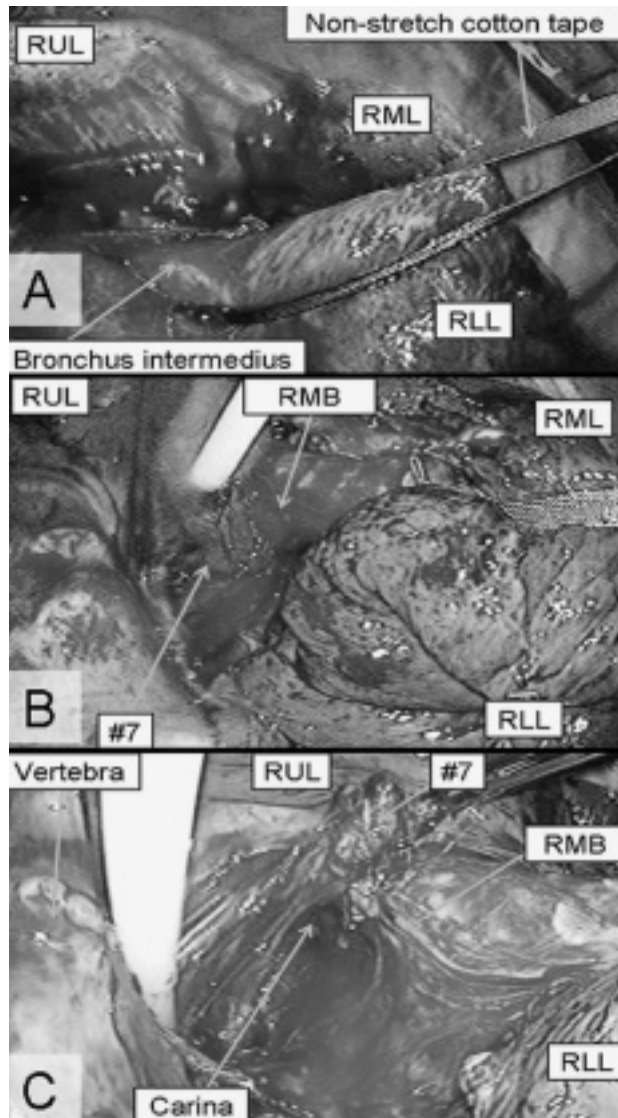 Non-stretch cotton tape
RUL
RML
A
RLL
Bronchus intermedius
RUL
RMB
RML
B
RLL
#7
Vertebra
RUL
#7
RMB
RLL
C
Carina